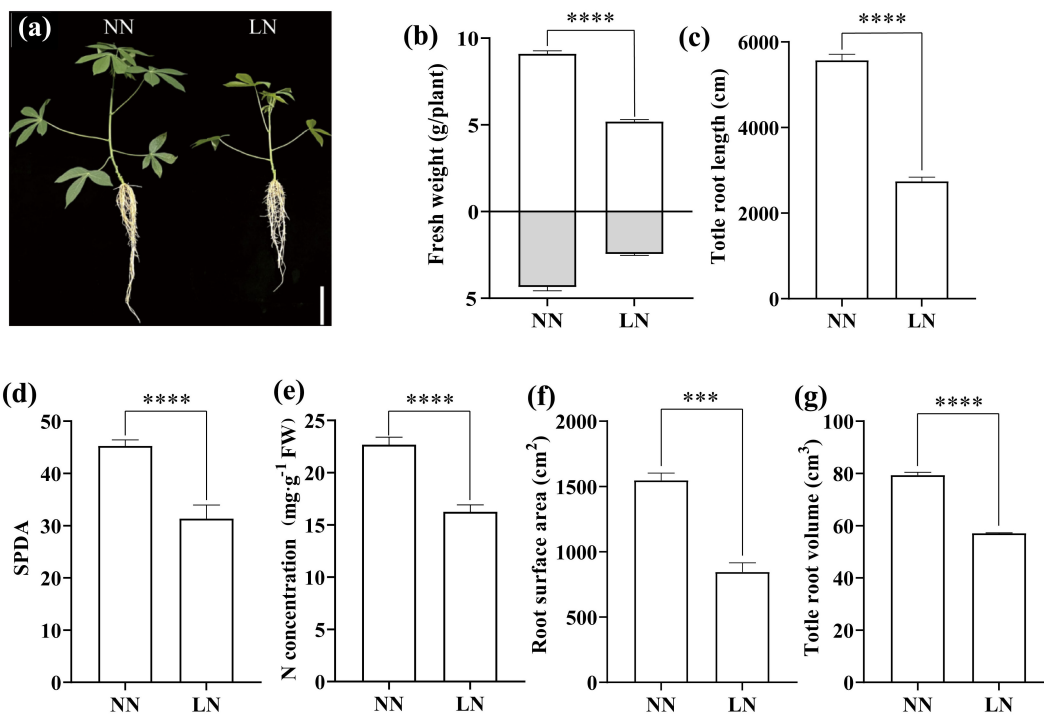 (a)
NN
LN
(b)
****
Fresh weight (g/plant)
10
5
0
5
NN
LN
(c)
****
Totle root length (cm)
6000
4000
2000
0
NN
LN
(d)
****
SPDA
50
40
30
20
10
0
NN
LN
(e)
****
N concentration (mg·g⁻¹ FW)
25
20
15
10
5
0
NN
LN
(f)
***
Root surface area (cm²)
2000
1500
1000
500
0
NN
LN
(g)
****
Totle root volume (cm³)
100
80
60
40
20
0
NN
LN